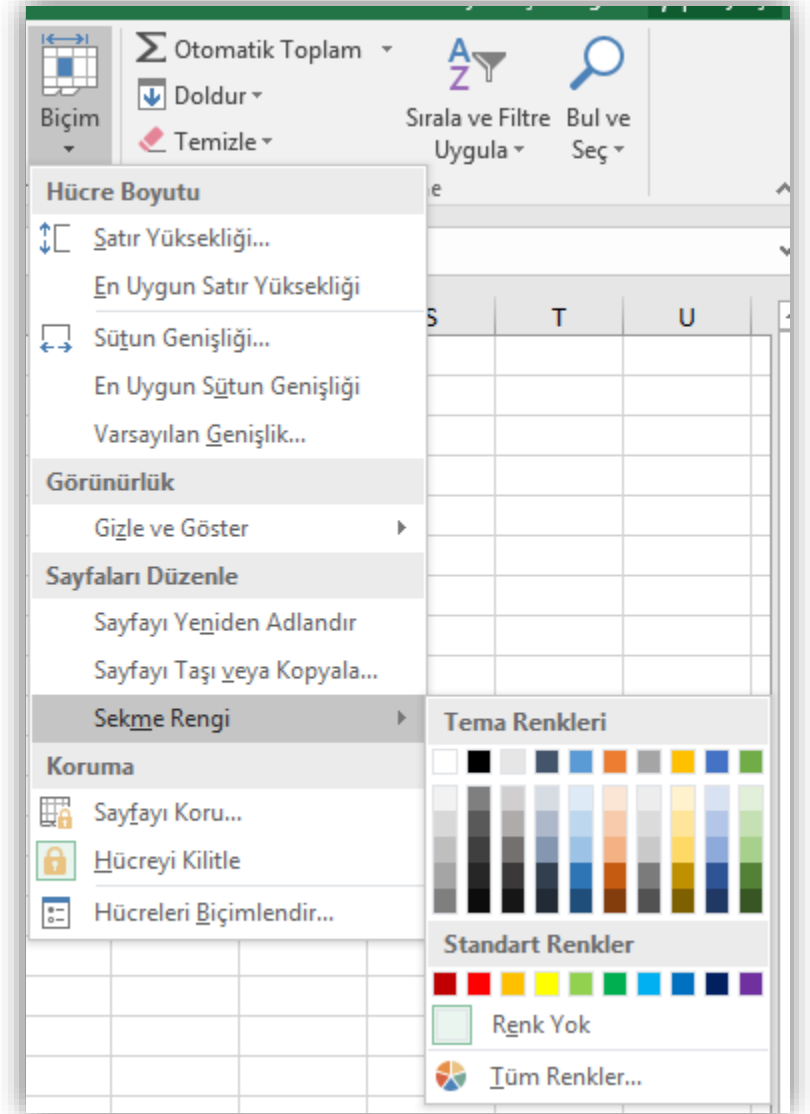 Σ Otomatik Toplam
Doldur
Temizle
Biçim
Sırala ve Filtre
Uygula
Bul ve
Seç
Hücre Boyutu
Satır Yüksekliği...
En Uygun Satır Yüksekliği
Sütun Genişliği...
En Uygun Sütun Genişliği
Varsayılan Genişlik...
Görünürlük
Gizle ve Göster
Sayfaları Düzenle
Sayfayı Yeniden Adlandır
Sayfayı Taşı veya Kopyala...
Sekme Rengi
Koruma
Sayfayı Koru...
Hücreyi Kilitle
Hücreleri Biçimlendir...
S T U
Tema Renkleri
Standart Renkler
Renk Yok
Tüm Renkler...